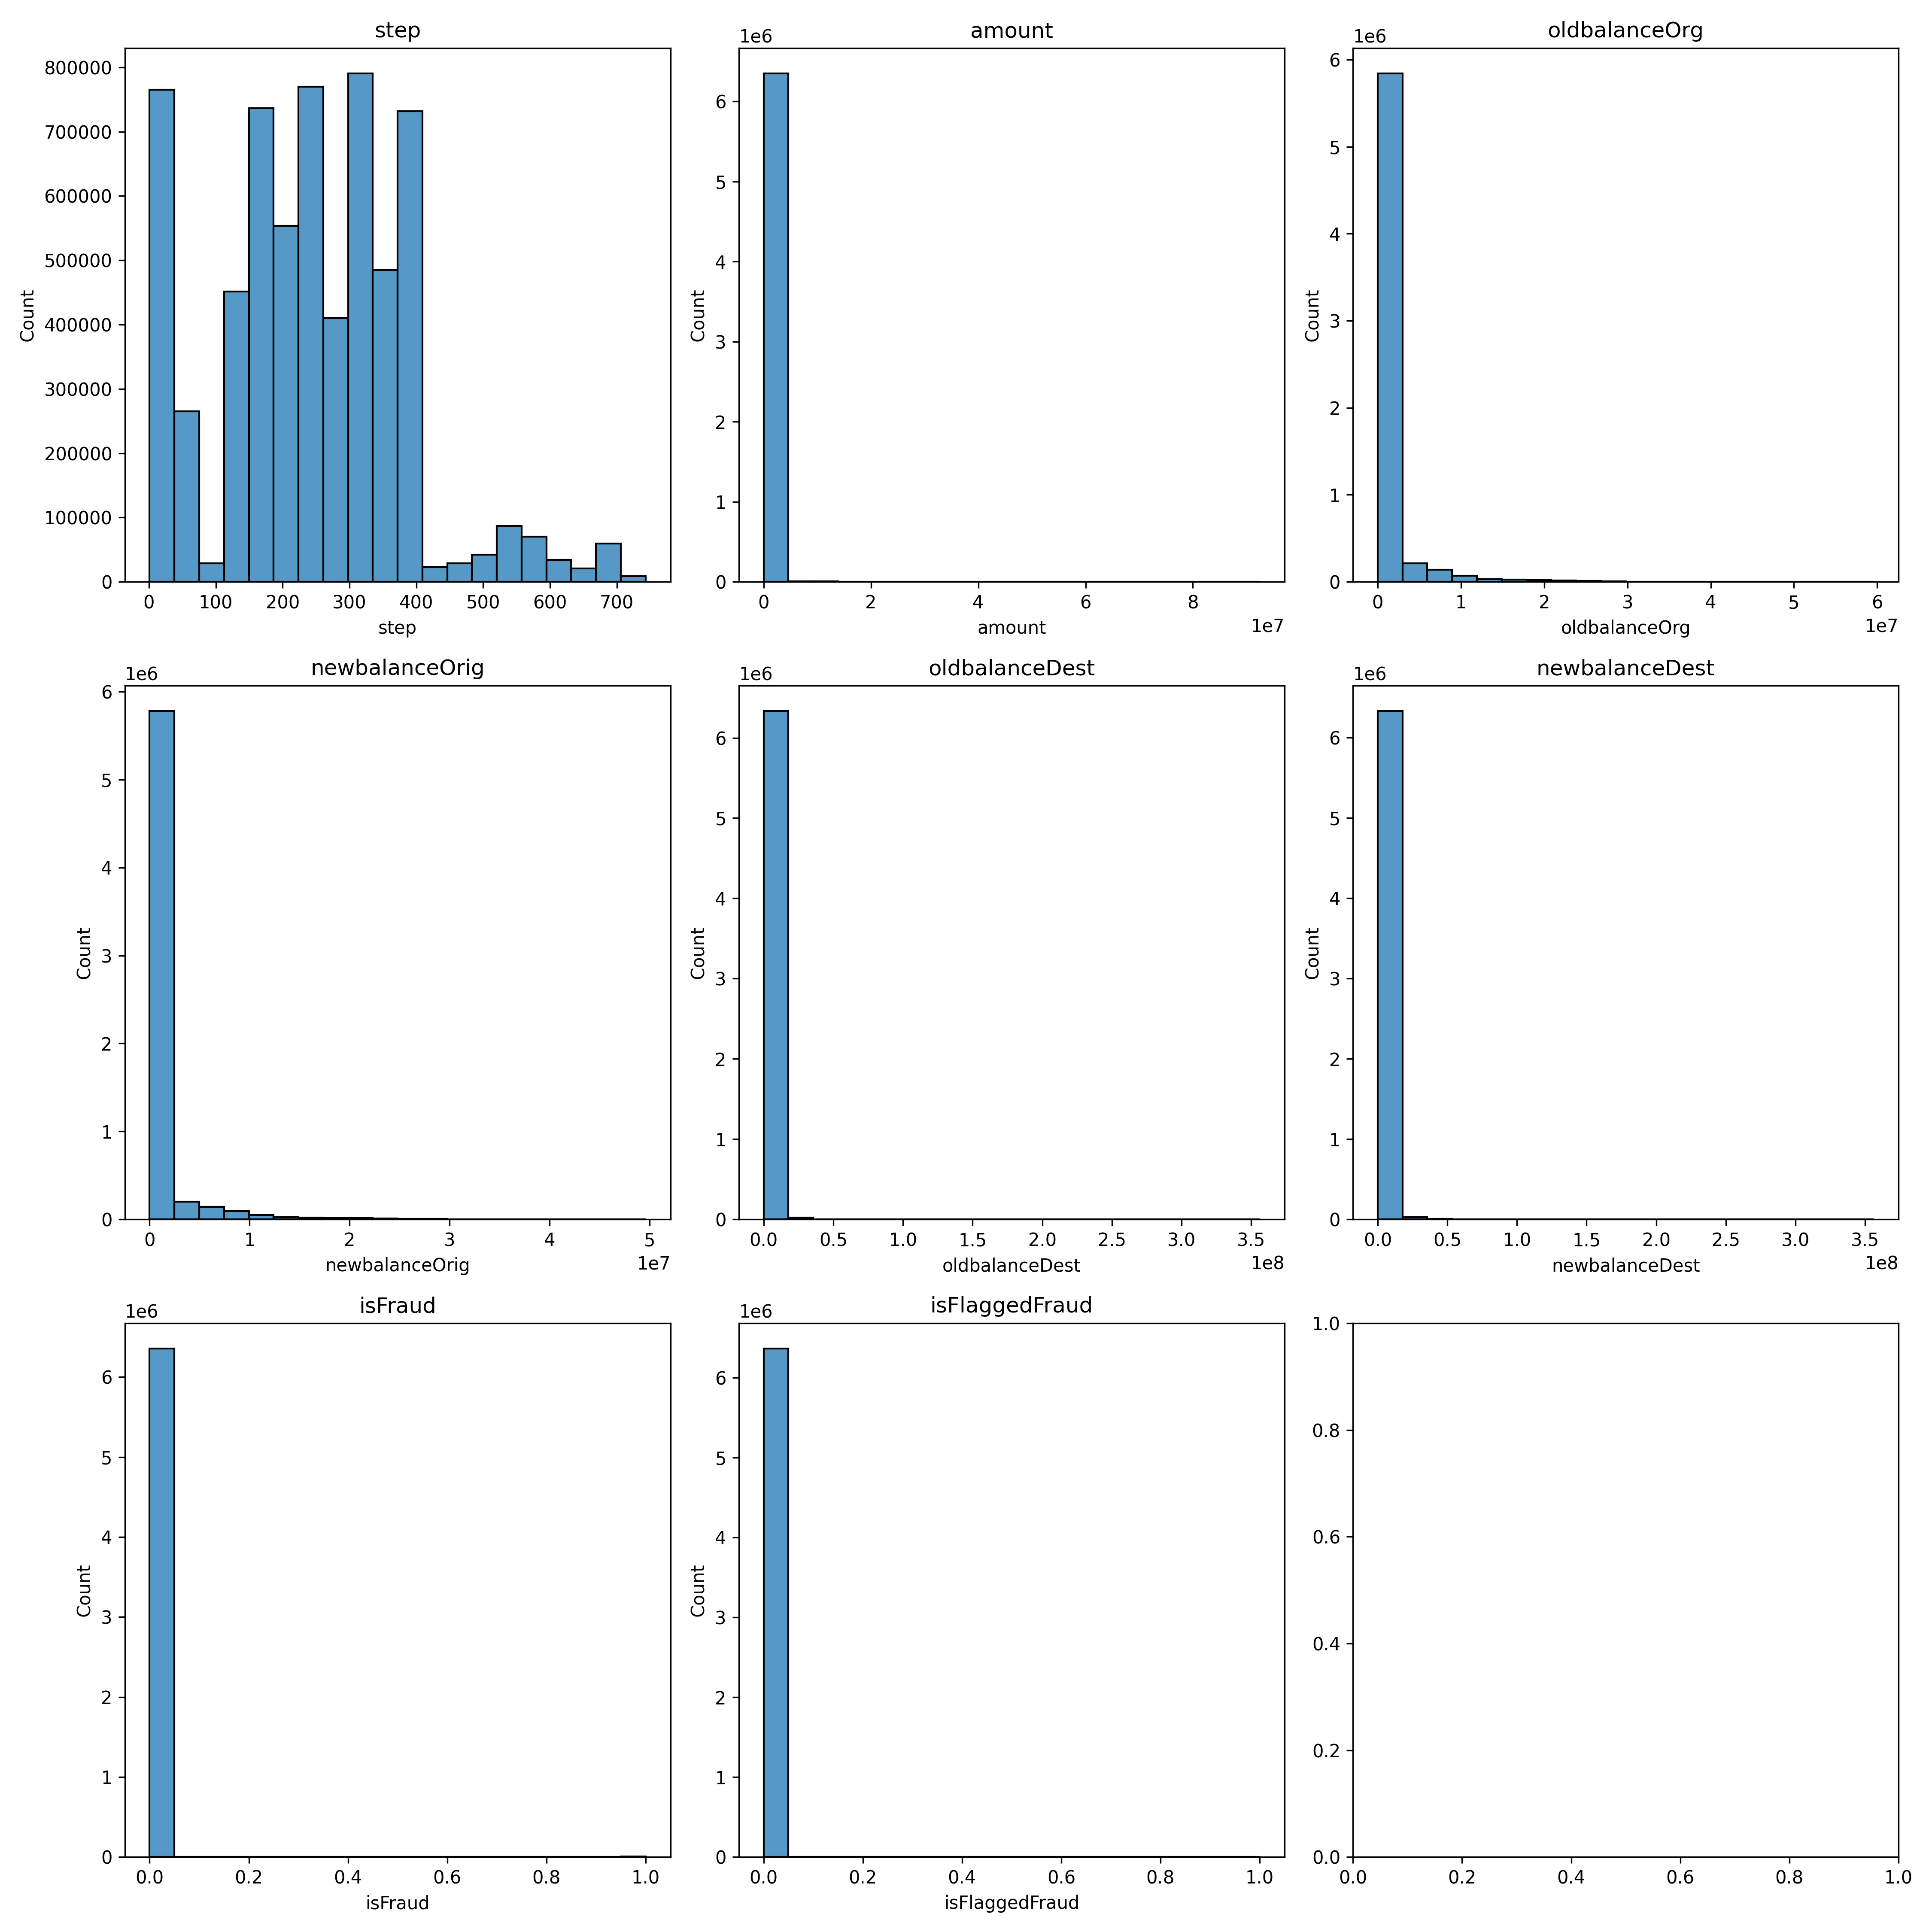 step
800000
700000
600000
500000
400000
300000
200000
100000
0
Count
0 100 200 300 400 500 600 700
step
amount
1e6
6
5
4
3
2
1
0
Count
0 2 4 6 8
1e7
amount
oldbalanceOrg
1e6
6
5
4
3
2
1
0
Count
0 1 2 3 4 5 6
1e7
oldbalanceOrg
newbalanceOrig
1e6
6
5
4
3
2
1
0
Count
0 1 2 3 4 5
1e7
newbalanceOrig
oldbalanceDest
1e6
6
5
4
3
2
1
0
Count
0.0 0.5 1.0 1.5 2.0 2.5 3.0 3.5
1e8
oldbalanceDest
newbalanceDest
1e6
6
5
4
3
2
1
0
Count
0.0 0.5 1.0 1.5 2.0 2.5 3.0 3.5
1e8
newbalanceDest
isFraud
1e6
6
5
4
3
2
1
0
Count
0.0 0.2 0.4 0.6 0.8 1.0
isFraud
isFlaggedFraud
1e6
6
5
4
3
2
1
0
Count
0.0 0.2 0.4 0.6 0.8 1.0
isFlaggedFraud
1.0
0.8
0.6
0.4
0.2
0.0
0.0 0.2 0.4 0.6 0.8 1.0